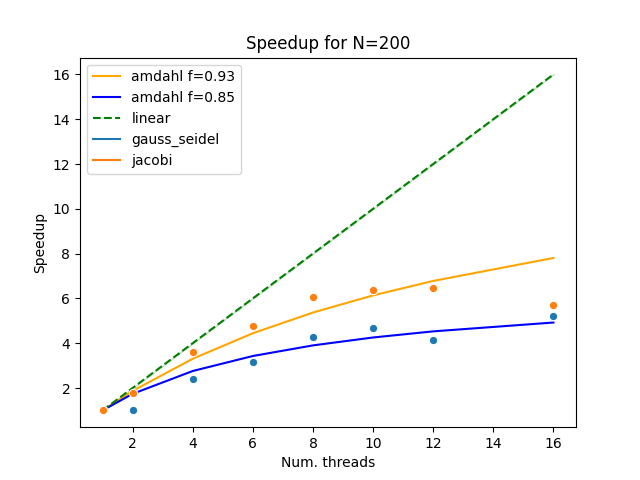 Speedup for N=200
amdahl f=0.93
amdahl f=0.85
linear
gauss_seidel
jacobi
16
14
12
10
8
6
4
2
Speedup
2 4 6 8 10 12 14 16
Num. threads